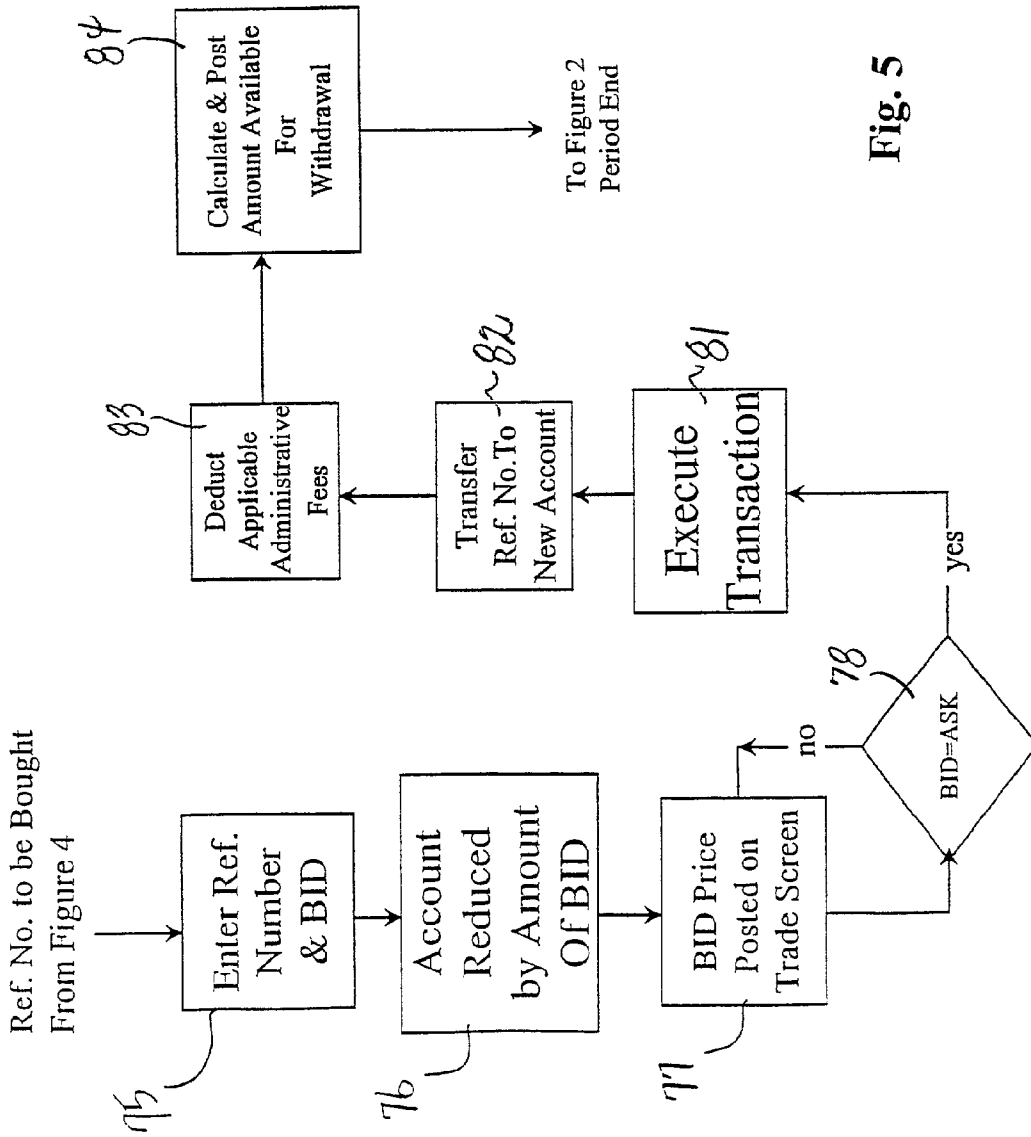 Ref. No. to be Bought
From Figure 4
75
Enter Ref.
Number
& BID
76
Account
Reduced
by Amount
Of BID
77
BID Price
Posted on
Trade Screen
78
BID=ASK
no
yes
81
Execute
Transaction
82
Transfer
Ref. No. To
New Account
83
Deduct
Applicable
Administrative
Fees
84
Calculate & Post
Amount Available
For
Withdrawal
To Figure 2
Period End
Fig. 5